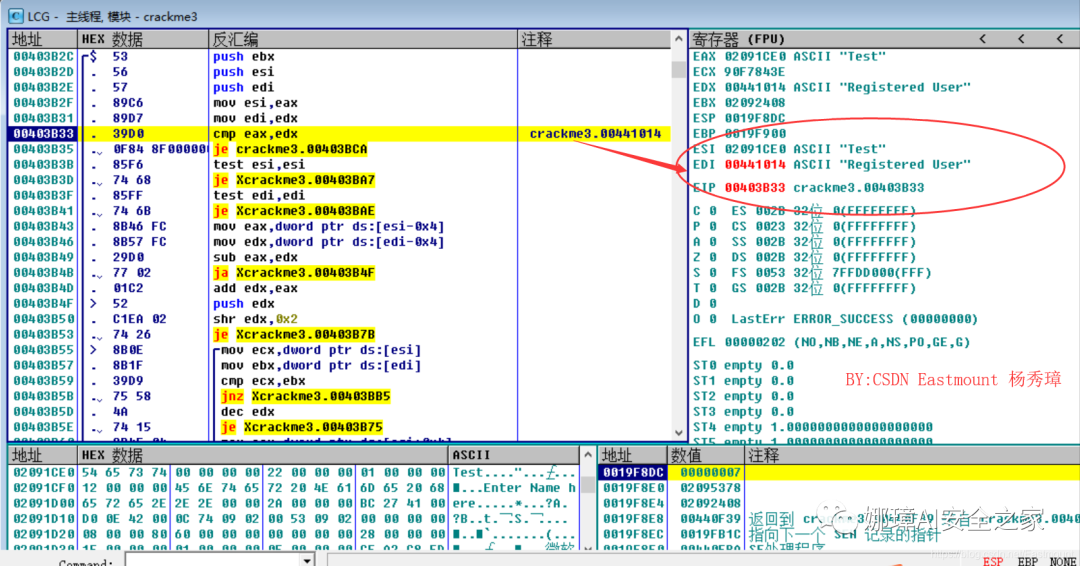 LCG - 主线程, 模块 - crackme3
地址 HEX 数据 反汇编 注释
00403B2C $ 53 push ebx
00403B2D . 56 push esi
00403B2E . 57 push edi
00403B2F . 89C6 mov esi,eax
00403B31 . 89D7 mov edi,edx
00403B33 . 39D0 cmp eax,edx crackme3.00441014
00403B35 .⌄ 0F84 8F00000 je crackme3.00403BCA
00403B3B . 85F6 test esi,esi
00403B3D .⌄ 74 68 je Xcrackme3.00403BA7
00403B3F . 85FF test edi,edi
00403B41 .⌄ 74 6B je Xcrackme3.00403BAE
00403B43 . 8B46 FC mov eax,dword ptr ds:[esi-0x4]
00403B46 . 8B57 FC mov edx,dword ptr ds:[edi-0x4]
00403B49 . 29D0 sub eax,edx
00403B4B .⌄ 77 02 ja Xcrackme3.00403B4F
00403B4D . 01C2 add edx,eax
00403B4F > 52 push edx
00403B50 . C1EA 02 shr edx,0x2
00403B53 .⌄ 74 26 je Xcrackme3.00403B7B
00403B55 > 8B0E mov ecx,dword ptr ds:[esi]
00403B57 . 8B1F mov ebx,dword ptr ds:[edi]
00403B59 . 39D9 cmp ecx,ebx
00403B5B .⌄ 75 58 jnz Xcrackme3.00403BB5
00403B5D . 4A dec edx
00403B5E .⌄ 74 15 je Xcrackme3.00403B75
寄存器 (FPU) < < <
EAX 02091CE0 ASCII "Test"
ECX 90F7843E
EDX 00441014 ASCII "Registered User"
EBX 02092408
ESP 0019F8DC
EBP 0019F900
ESI 02091CE0 ASCII "Test"
EDI 00441014 ASCII "Registered User"
EIP 00403B33 crackme3.00403B33
C 0 ES 002B 32位 0(FFFFFFFF)
P 0 CS 0023 32位 0(FFFFFFFF)
A 0 SS 002B 32位 0(FFFFFFFF)
Z 0 DS 002B 32位 0(FFFFFFFF)
S 0 FS 0053 32位 7FFDD000(FFF)
T 0 GS 002B 32位 0(FFFFFFFF)
D 0
O 0 LastErr ERROR_SUCCESS (00000000)
EFL 00000202 (NO,NB,NE,A,NS,PO,GE,G)
ST0 empty 0.0
ST1 empty 0.0
ST2 empty 0.0
ST3 empty 0.0
ST4 empty 1.0000000000000000000
BY:CSDN Eastmount 杨秀璋
地址 HEX 数据 ASCII
02091CE0 54 65 73 74 00 00 00 00 22 00 00 00 01 00 00 00 Test...."...
02091CF0 12 00 00 00 45 6E 74 65 72 20 4E 61 6D 65 20 68 ...Enter Name h
02091D00 65 72 65 2E 2E 2E 00 00 2A 00 00 00 BC 27 41 00 ere.....*...?A.
02091D10 D0 0E 42 00 0C 74 09 02 00 53 09 02 00 00 00 00 ?B..t.
02091D20 08 00 00 80 60 00 00 00 00 00 00 00 28 00 00 00
地址 数值 注释
0019F8DC 00000007
0019F8E0 02095378
0019F8E4 02092408
0019F8E8 00440F39 返回到
0019F8EC 0019FB1C 指向下一个 SEH 记录的指针
娜璋AI安全之家
Command:
ESP EBP NONE